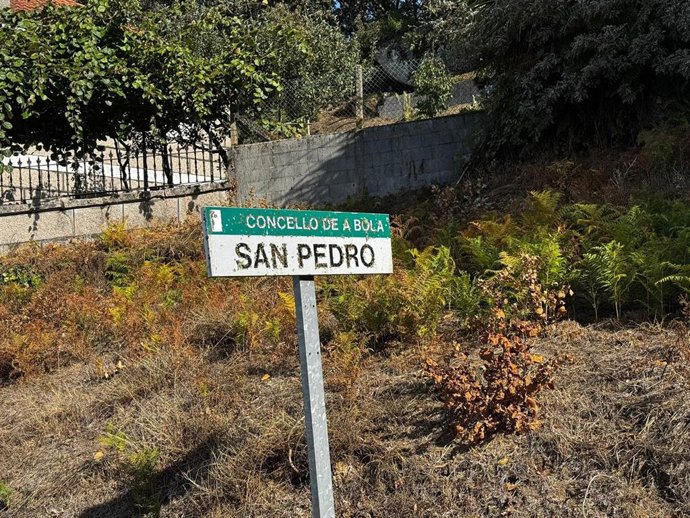 CONCELLO DE A BOLA
SAN PEDRO